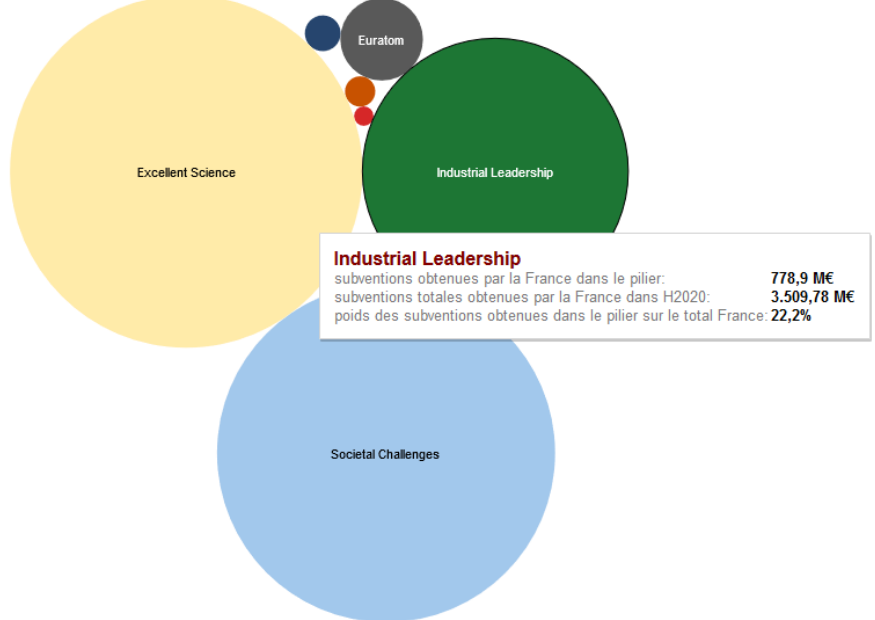 Euratom
Excellent Science
Industrial Leadership
Industrial Leadership
subventions obtenues par la France dans le pilier: 778,9 M€
subventions totales obtenues par la France dans H2020: 3.509,78 M€
poids des subventions obtenues dans le pilier sur le total France: 22,2%
Societal Challenges